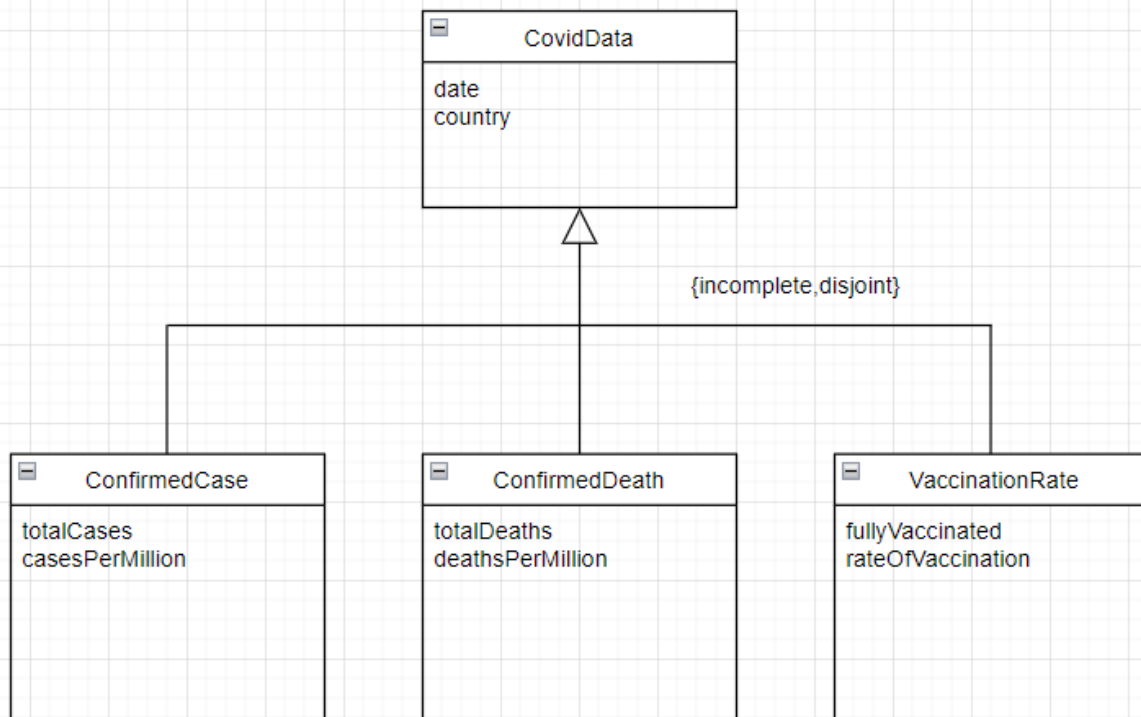 CovidData
date
country
{incomplete,disjoint}
ConfirmedCase
totalCases
casesPerMillion
ConfirmedDeath
totalDeaths
deathsPerMillion
VaccinationRate
fullyVaccinated
rateOfVaccination